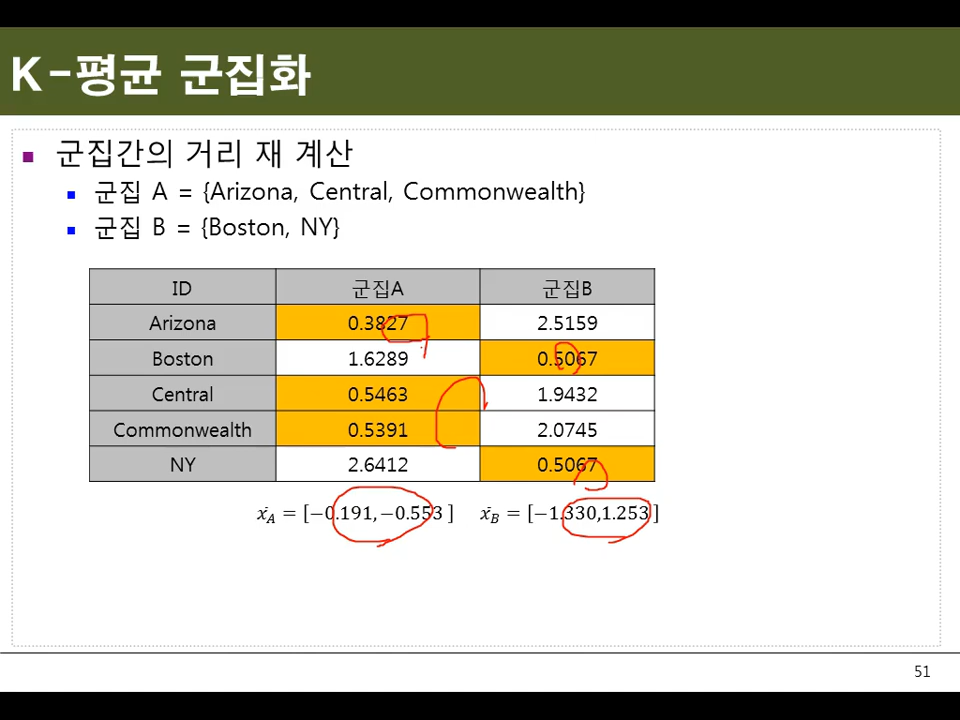 K-평균 군집화
군집간의 거리 재 계산
군집 A = {Arizona, Central, Commonwealth}
군집 B = {Boston, NY}
ID 군집A 군집B
Arizona 0.3827 2.5159
Boston 1.6289 0.5067
Central 0.5463 1.9432
Commonwealth 0.5391 2.0745
NY 2.6412 0.5067
x̄_A = [−0.191,−0.553 ] x̄_B = [−1.330,1.253 ]
51